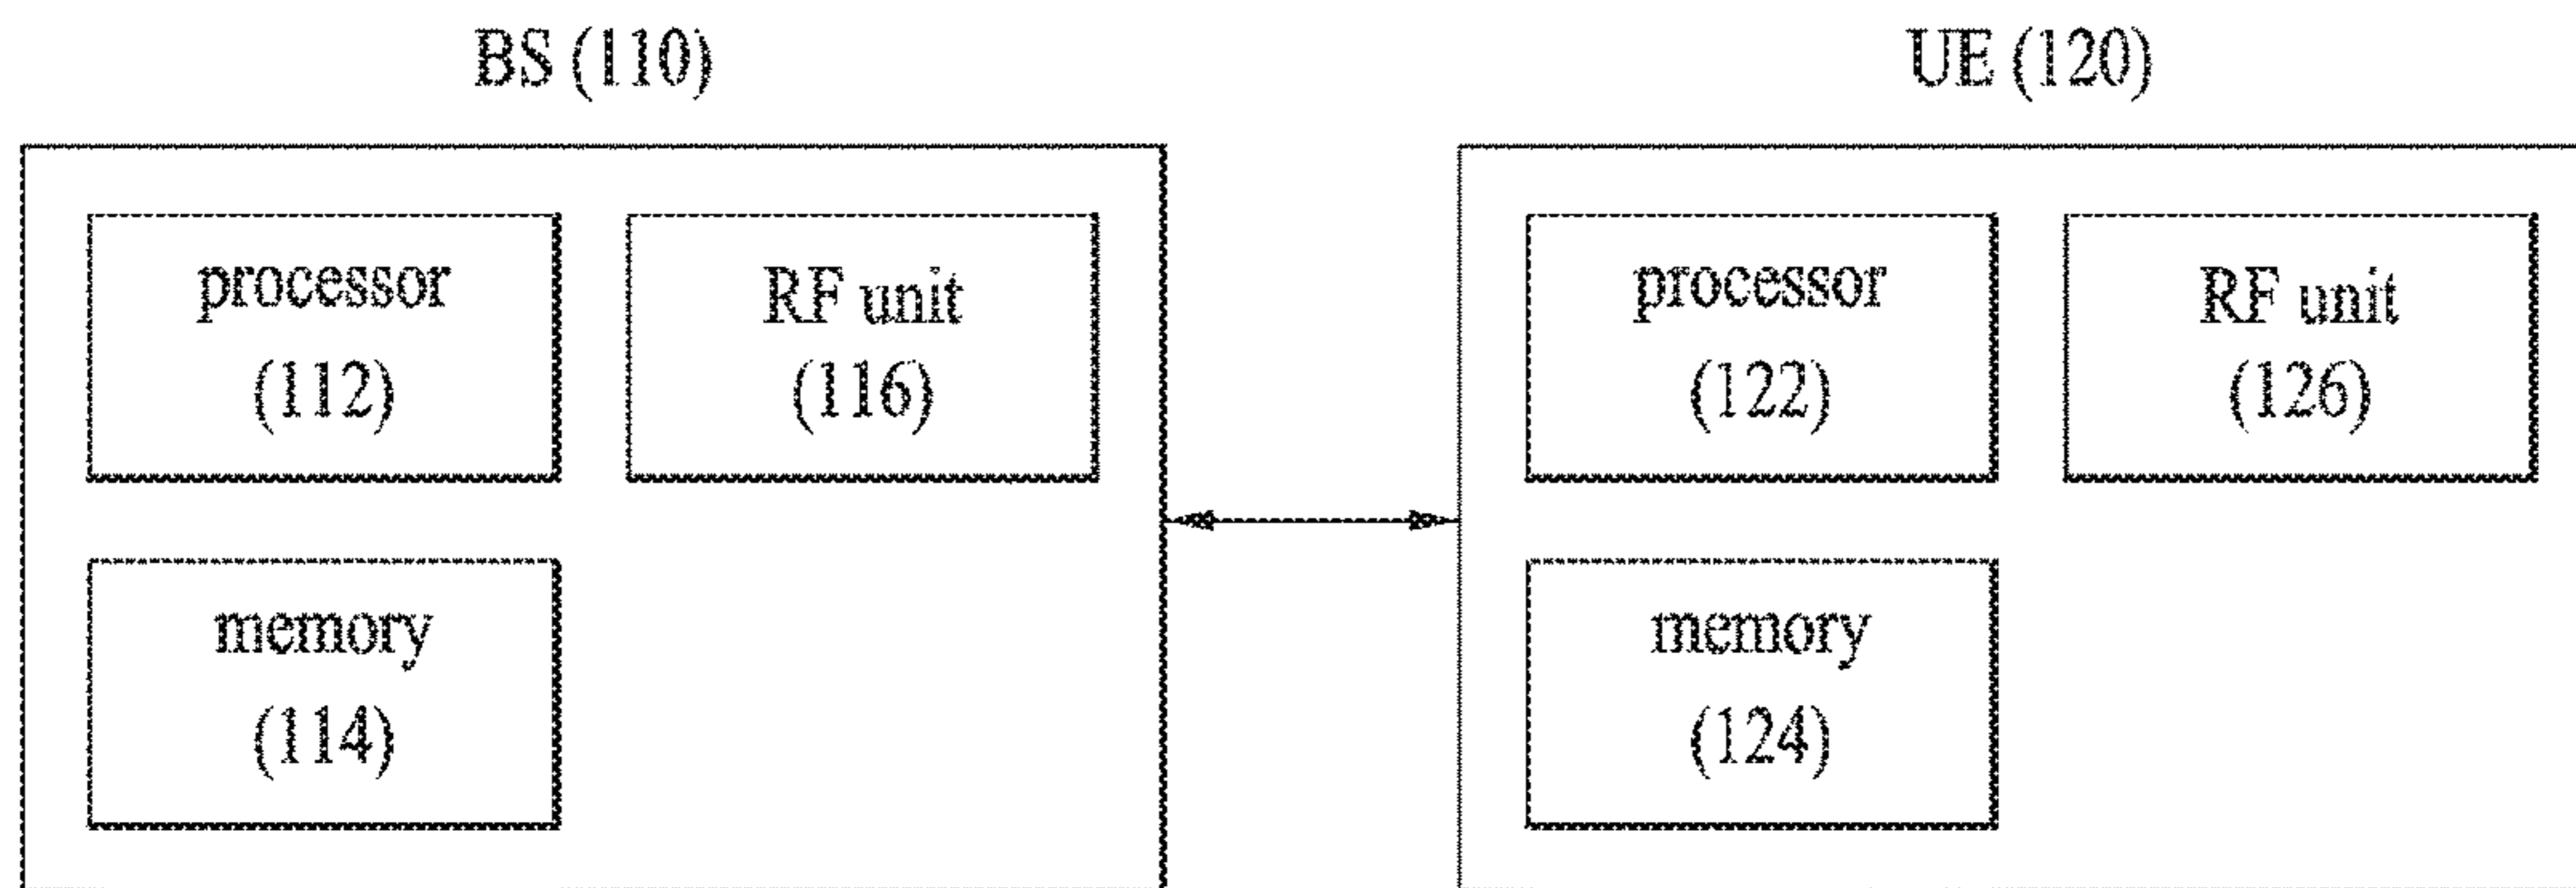 BS (110)
UE (120)
processor
(112)
RF unit
(116)
processor
(122)
RF unit
(126)
memory
(114)
memory
(124)